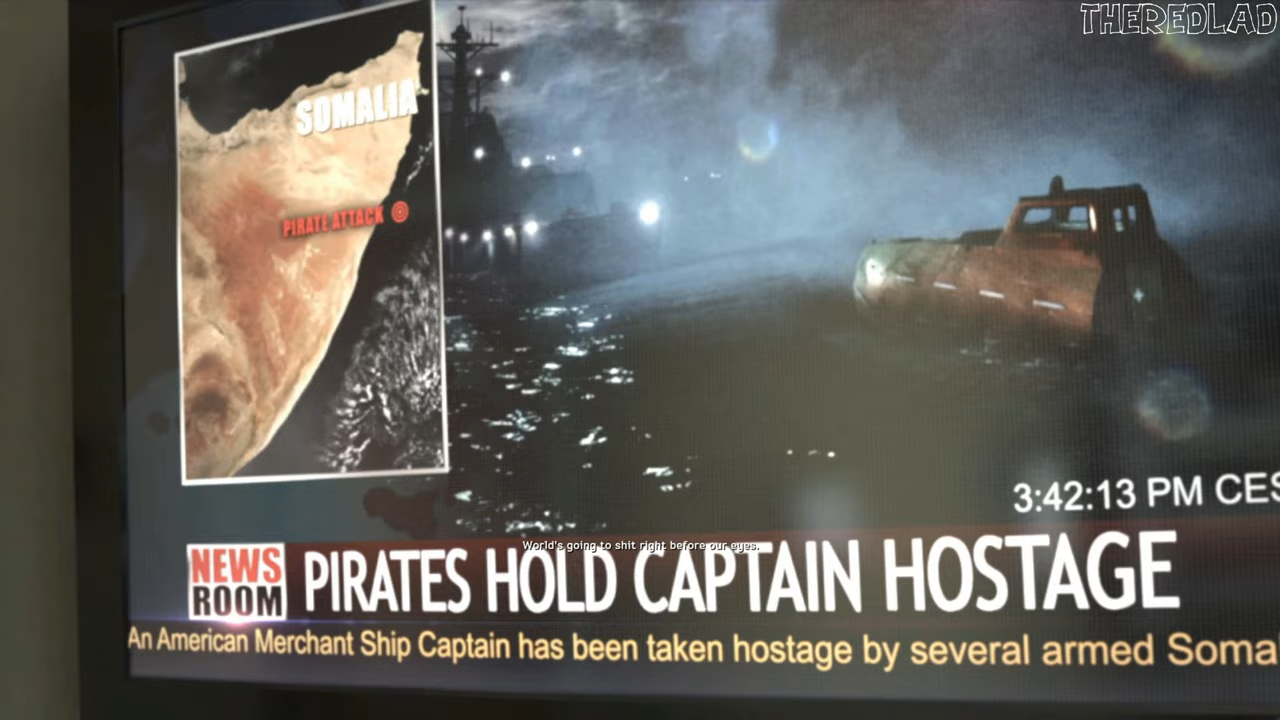 THEREDLAD
SOMALIA
PIRATE ATTACK
3:42:13 PM CES
World's going to shit right before our eyes.
NEWS
ROOM
PIRATES HOLD CAPTAIN HOSTAGE
An American Merchant Ship Captain has been taken hostage by several armed Soma